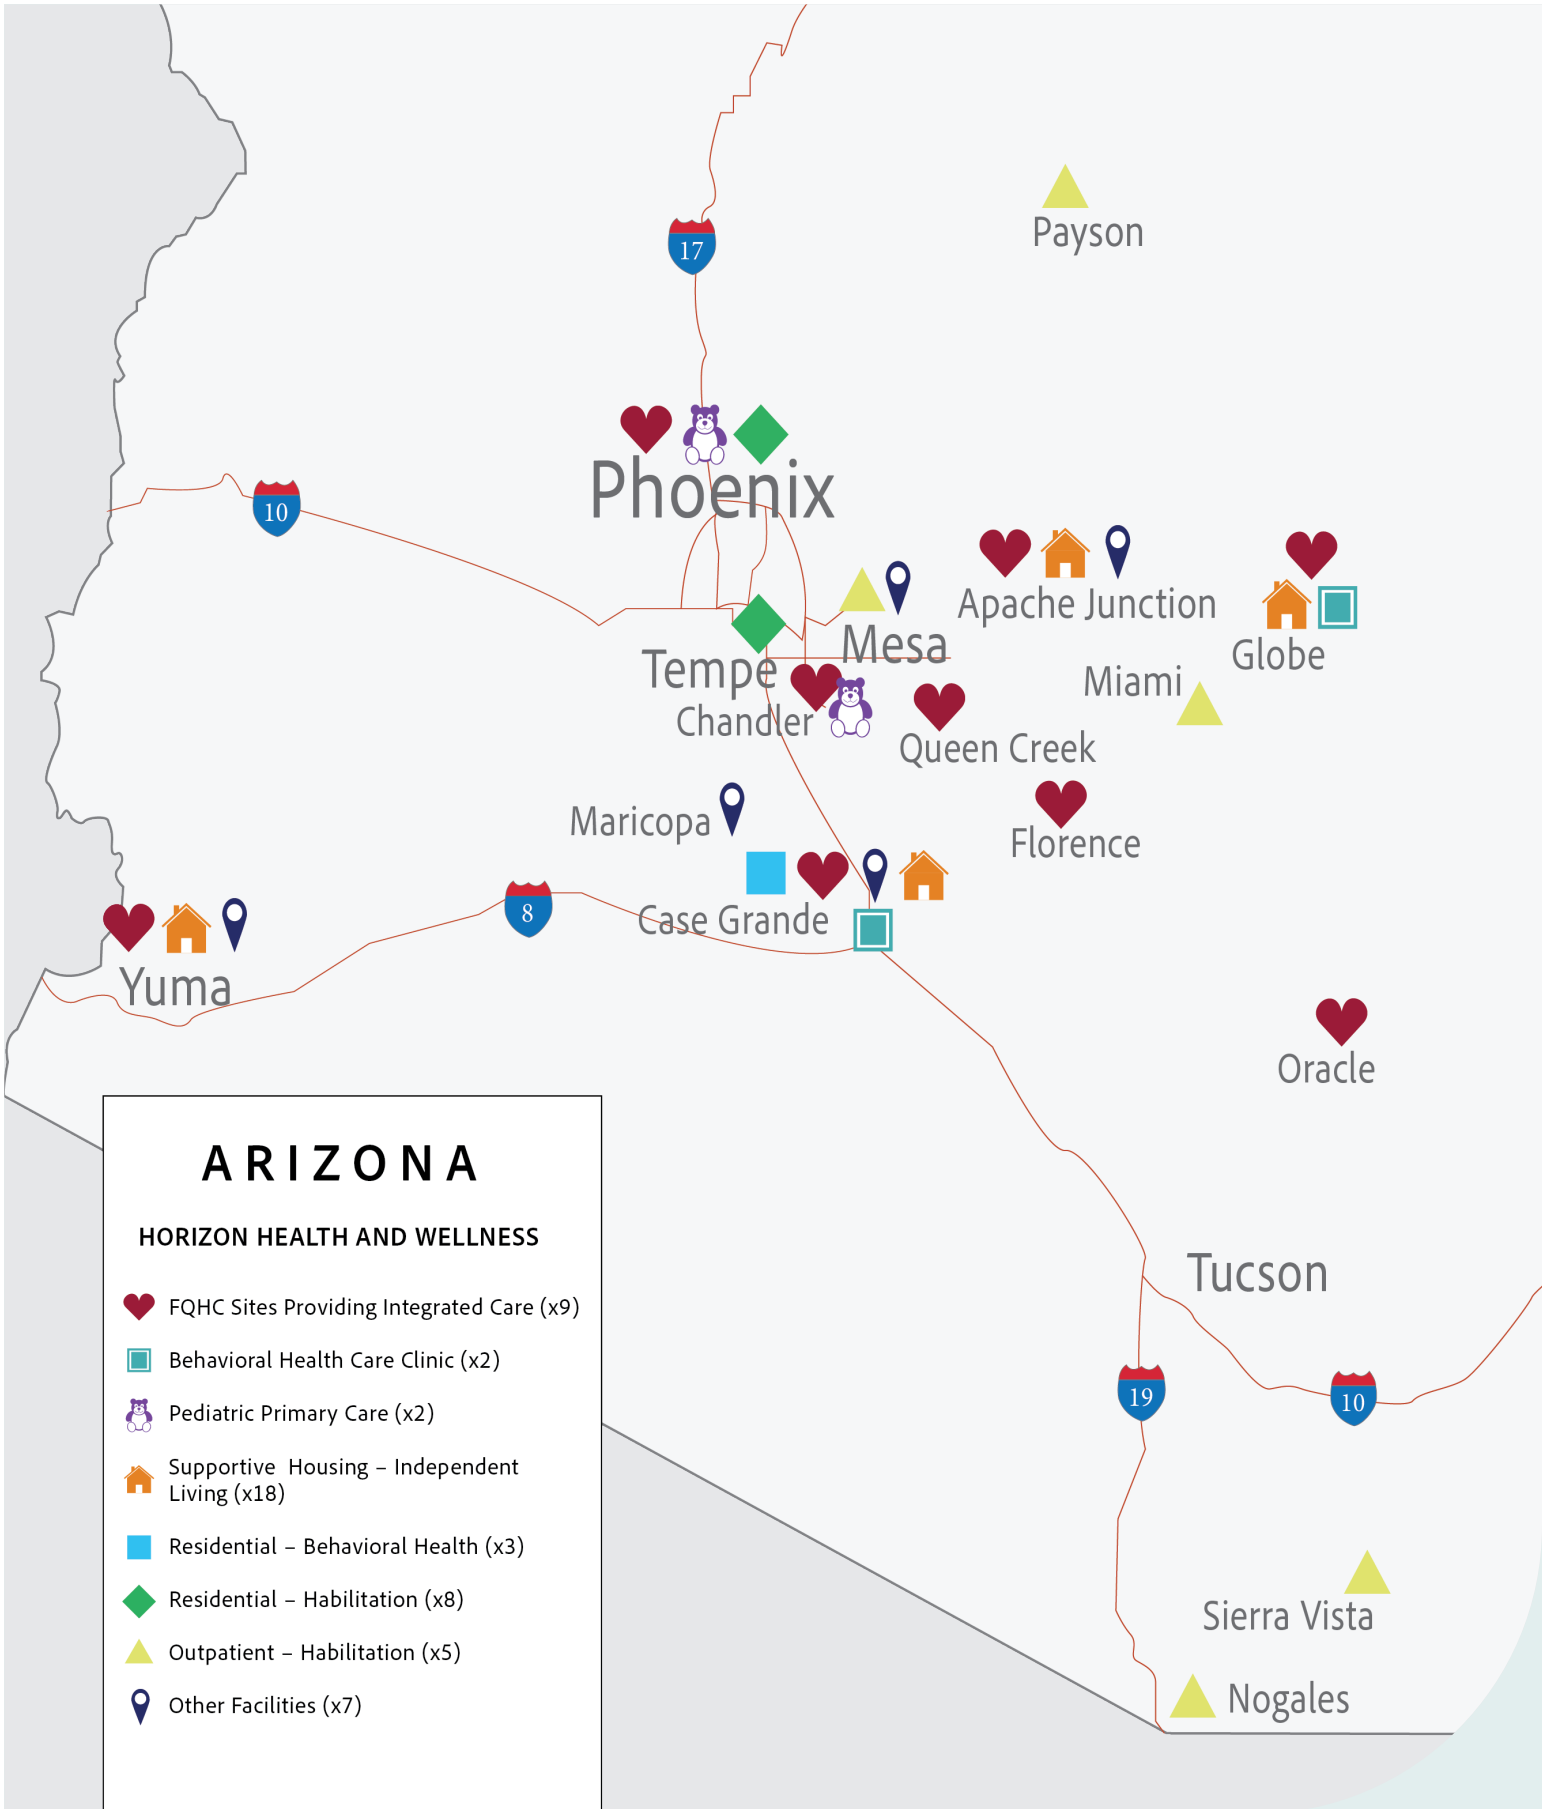 Payson
17
Phoenix
10
Apache Junction
Mesa
Globe
Tempe
Miami
Chandler
Queen Creek
Maricopa
Florence
8
Case Grande
Yuma
Oracle
ARIZONA
HORIZON HEALTH AND WELLNESS
FQHC Sites Providing Integrated Care (x9)
Behavioral Health Care Clinic (x2)
Pediatric Primary Care (x2)
Supportive Housing – Independent
Living (x18)
Residential – Behavioral Health (x3)
Residential – Habilitation (x8)
Outpatient – Habilitation (x5)
Other Facilities (x7)
Tucson
19
10
Sierra Vista
Nogales